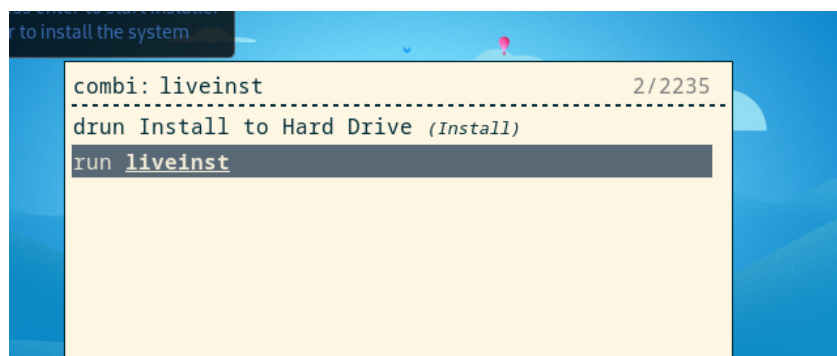 to install the system
combi: liveinst 2/2235
drun Install to Hard Drive (Install)
run liveinst